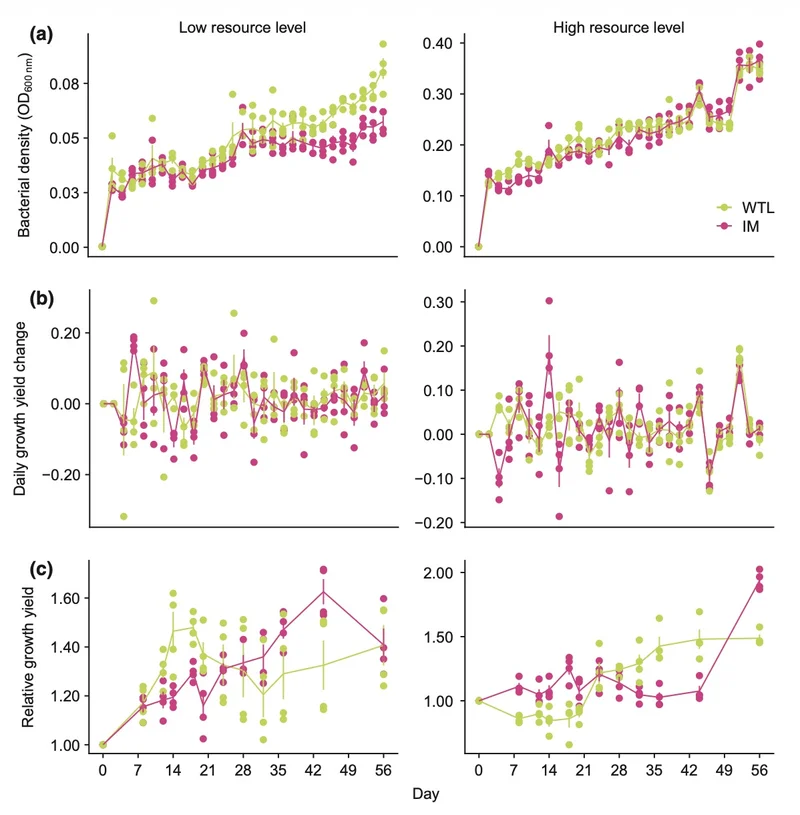 Low resource level
High resource level
(a)
Bacterrial density (OD600 nm)
0.08
0.05
0.03
0.00
0.40
0.30
0.20
0.10
0.00
WTL
IM
(b)
Daily growth yield change
0.20
0.00
−0.20
0.30
0.20
0.10
0.00
−0.10
−0.20
(c)
Relative growth yield
1.60
1.40
1.20
1.00
2.00
1.50
1.00
0 7 14 21 28 35 42 49 56
0 7 14 21 28 35 42 49 56
Day